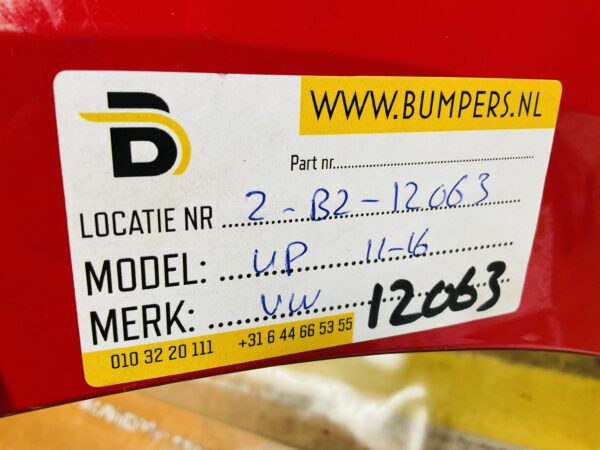 WWW.BUMPERS.NL
B
Part nr.
LOCATIE NR 2-B2-12063
MODEL: UP 11-16
MERK: VW 12063
010 32 20 111 +31 6 44 66 53 55